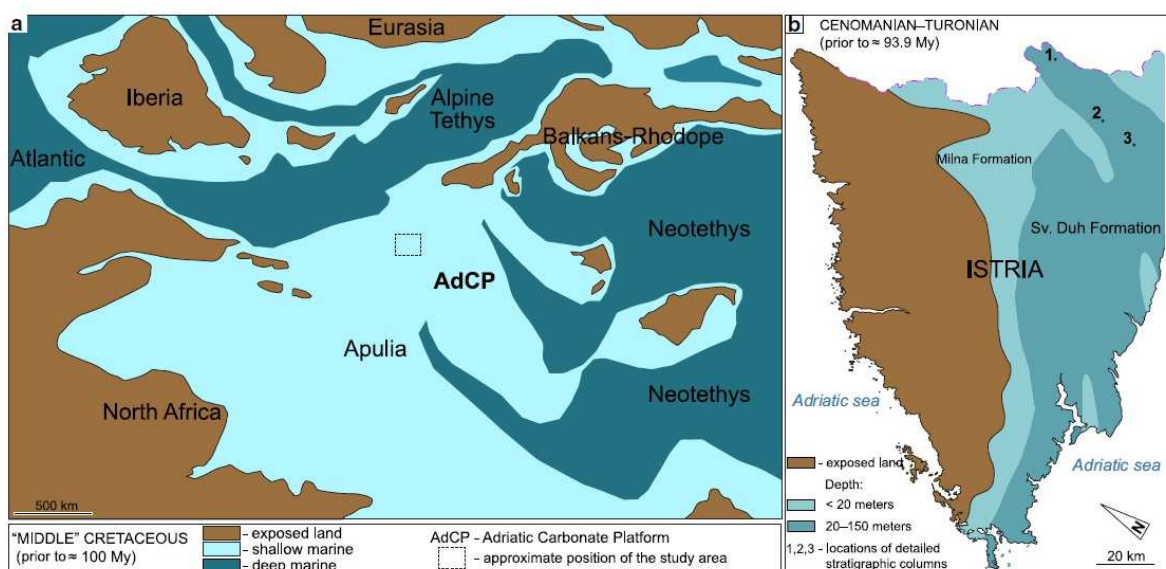 a
Eurasia
Iberia
Alpine
Tethys
Balkans-Rhodope
Atlantic
Neotethys
AdCP
Apulia
Neotethys
North Africa
500 km
"MIDDLE" CRETACEOUS
(prior to ≈ 100 My)
- exposed land
- shallow marine
- deep marine
AdCP - Adriatic Carbonate Platform
- approximate position of the study area
b
CENOMANIAN–TURONIAN
(prior to ≈ 93.9 My)
1.
2.
3.
Milna Formation
Sv. Duh Formation
ISTRIA
Adriatic sea
Adriatic sea
- exposed land
Depth:
< 20 meters
20–150 meters
1,2,3 - locations of detailed
stratigraphic columns
N
20 km